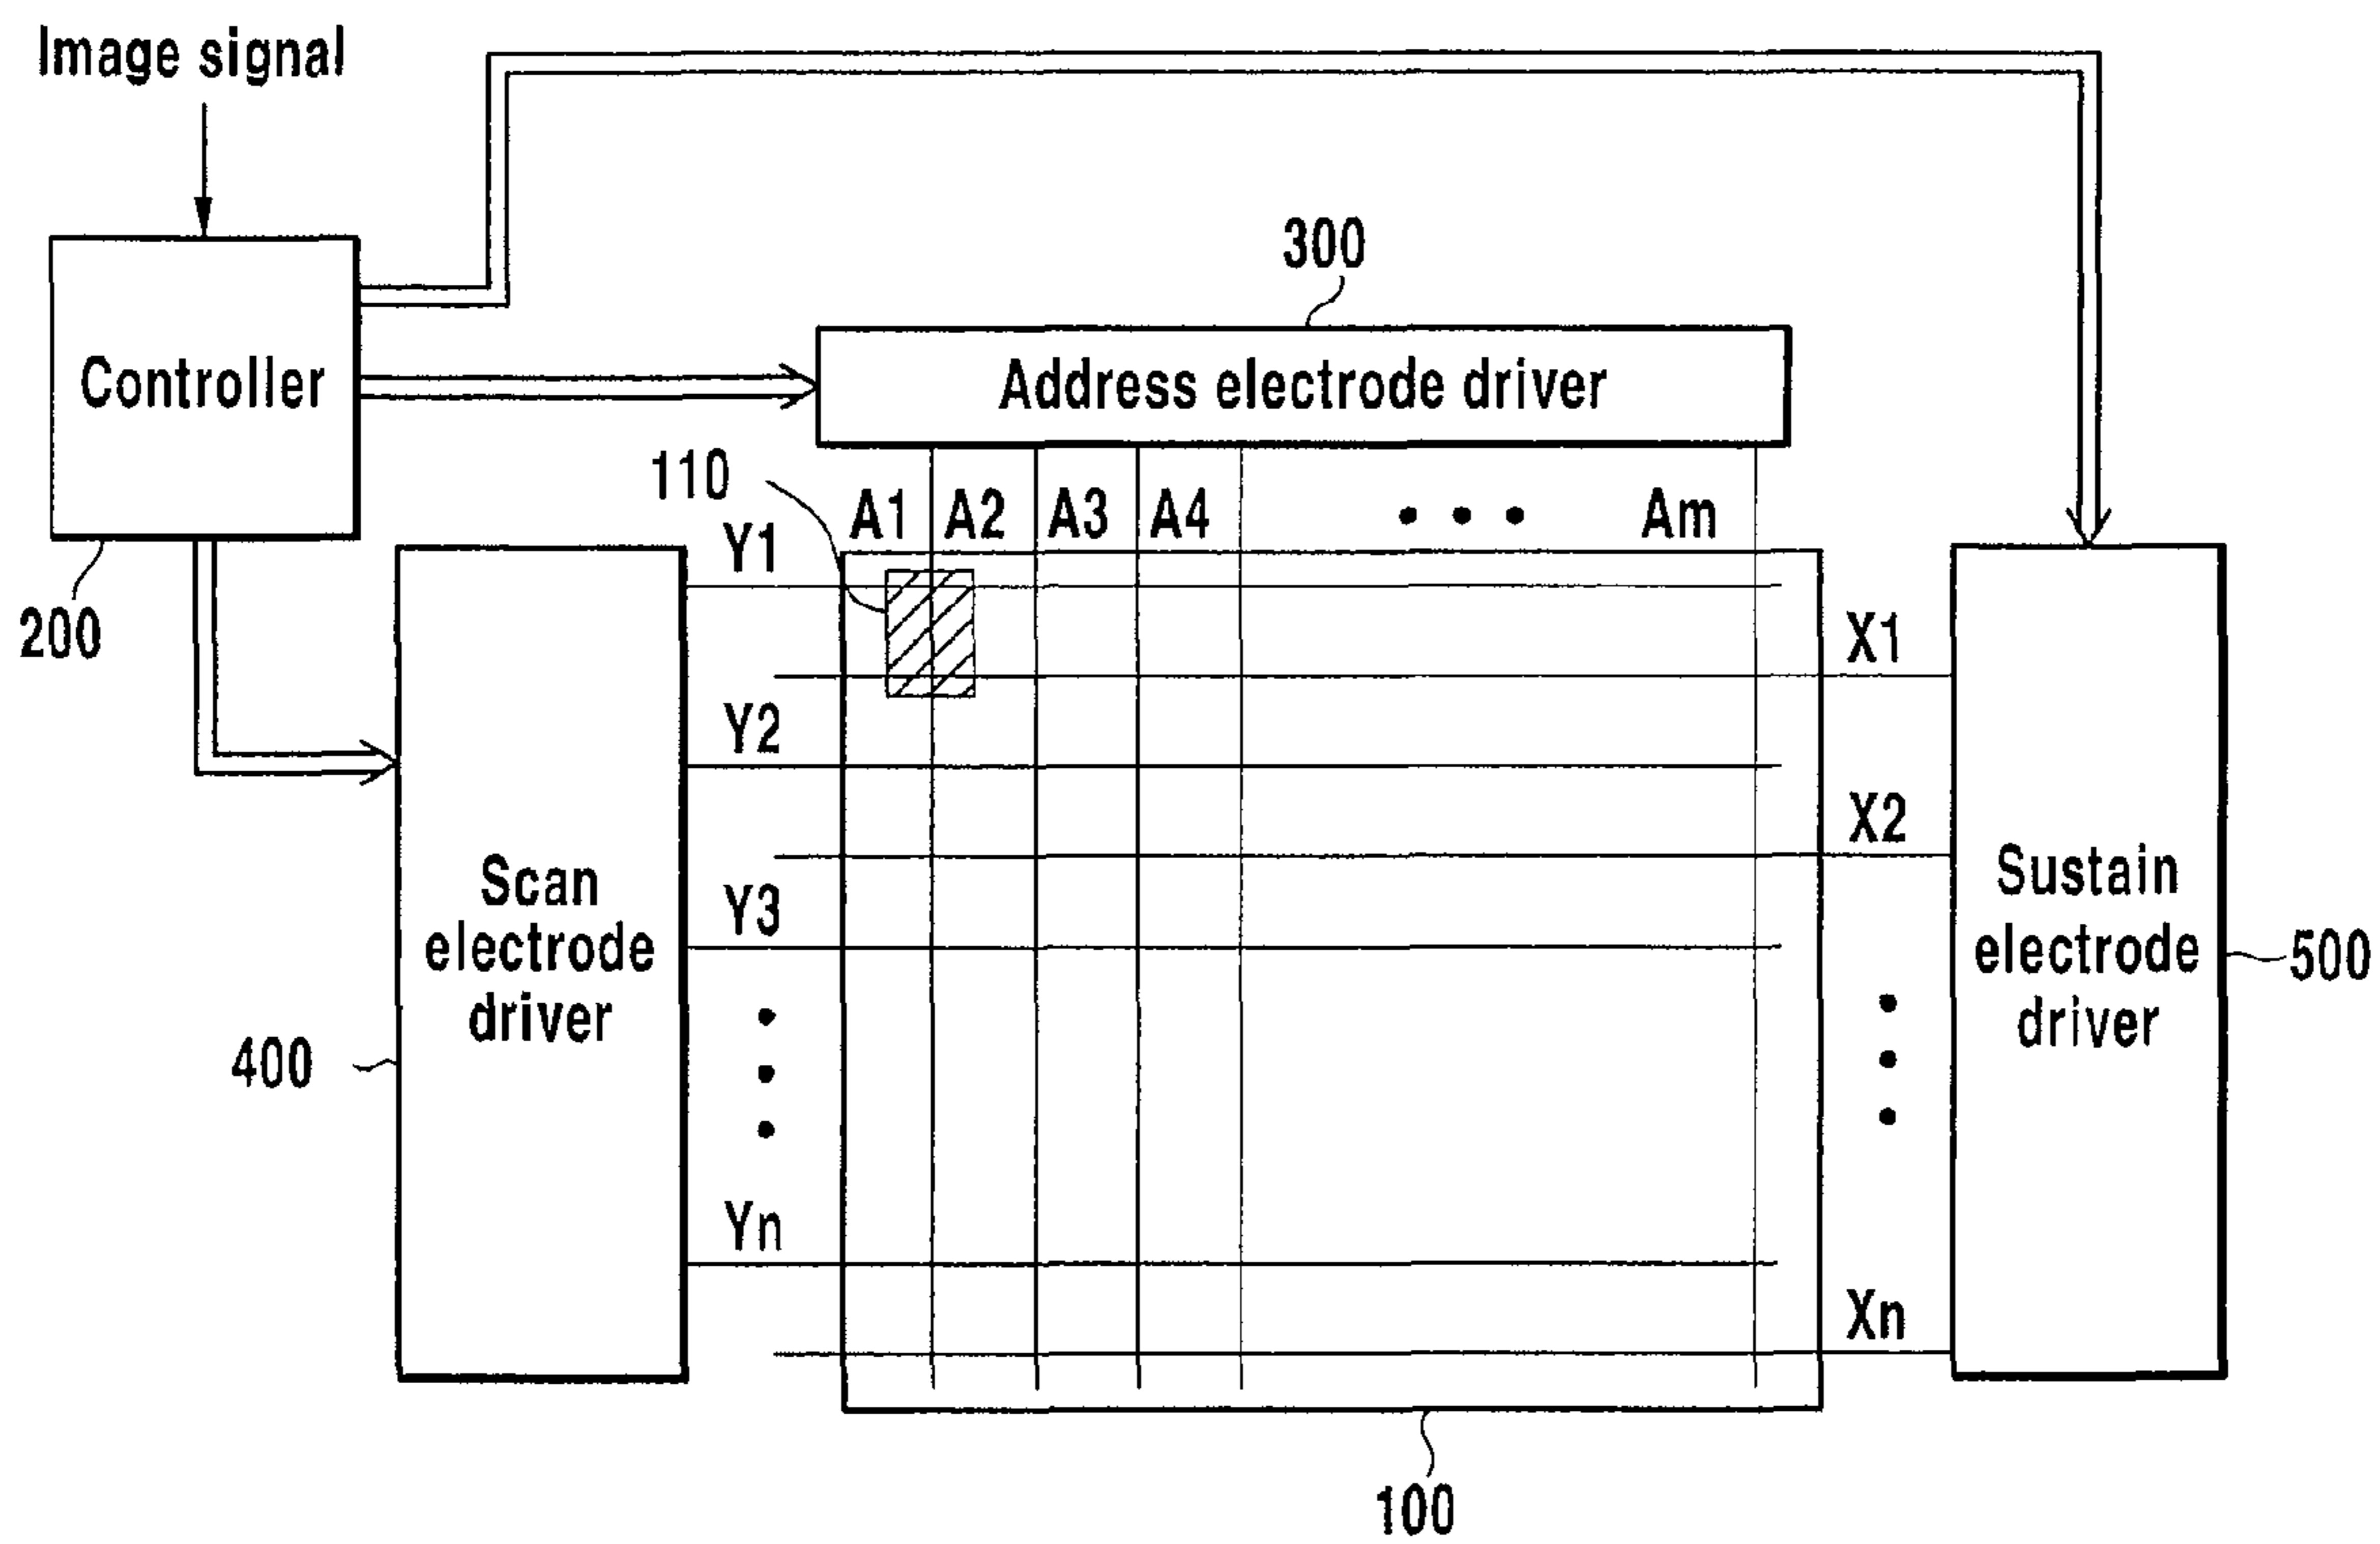 Image signal
300
Controller
Address electrode driver
110
A1 A2 A3 A4 • • • Am
Y1
200
X1
Y2
X2
Scan
electrode
driver
Y3
Sustain
electrode
driver
500
400
Yn
Xn
100